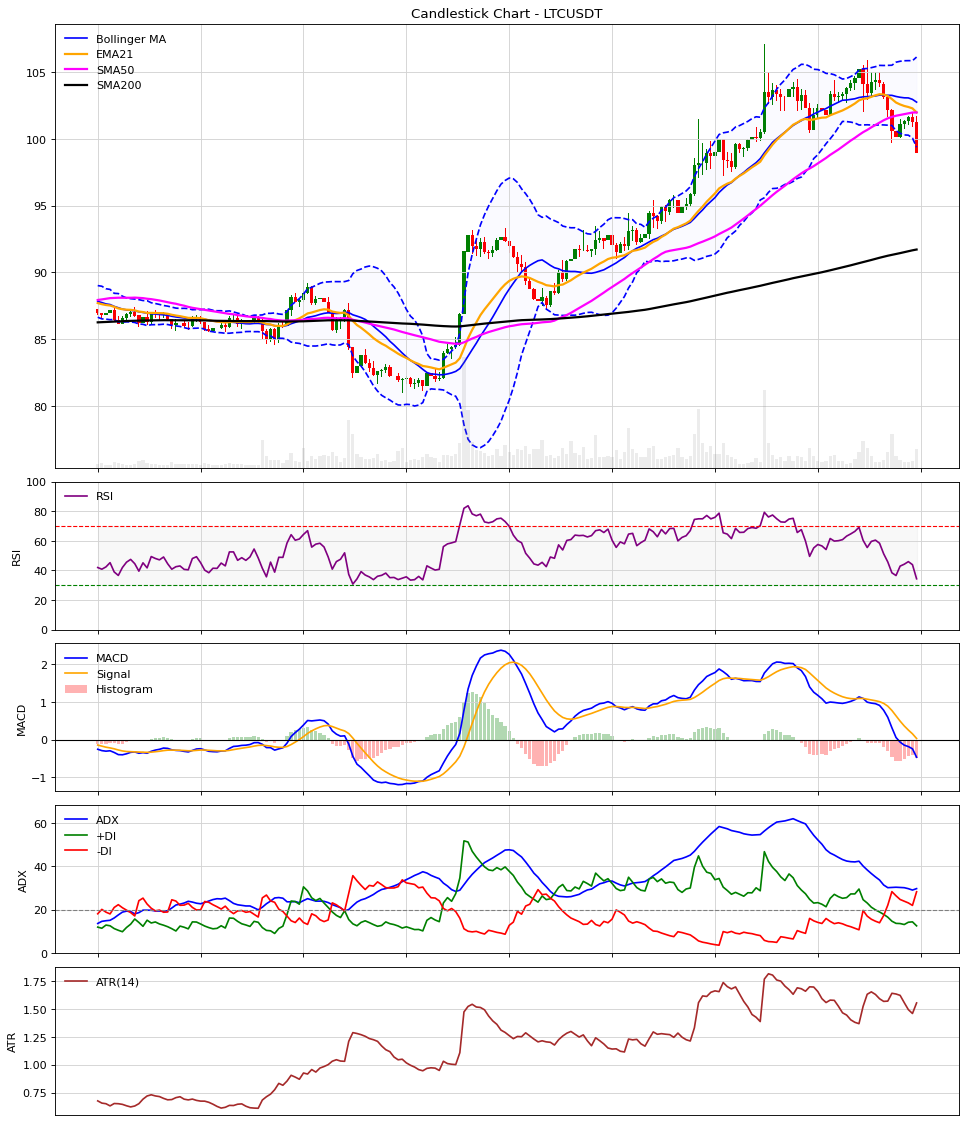 Candlestick Chart - LTCUSDT
Bollinger MA
EMA21
SMA50
SMA200
105
100
95
90
85
80
RSI
100
80
60
40
20
0
RSI
MACD
Signal
Histogram
2
1
0
−1
MACD
ADX
+DI
-DI
60
40
20
0
ADX
ATR(14)
1.75
1.50
1.25
1.00
0.75
ATR